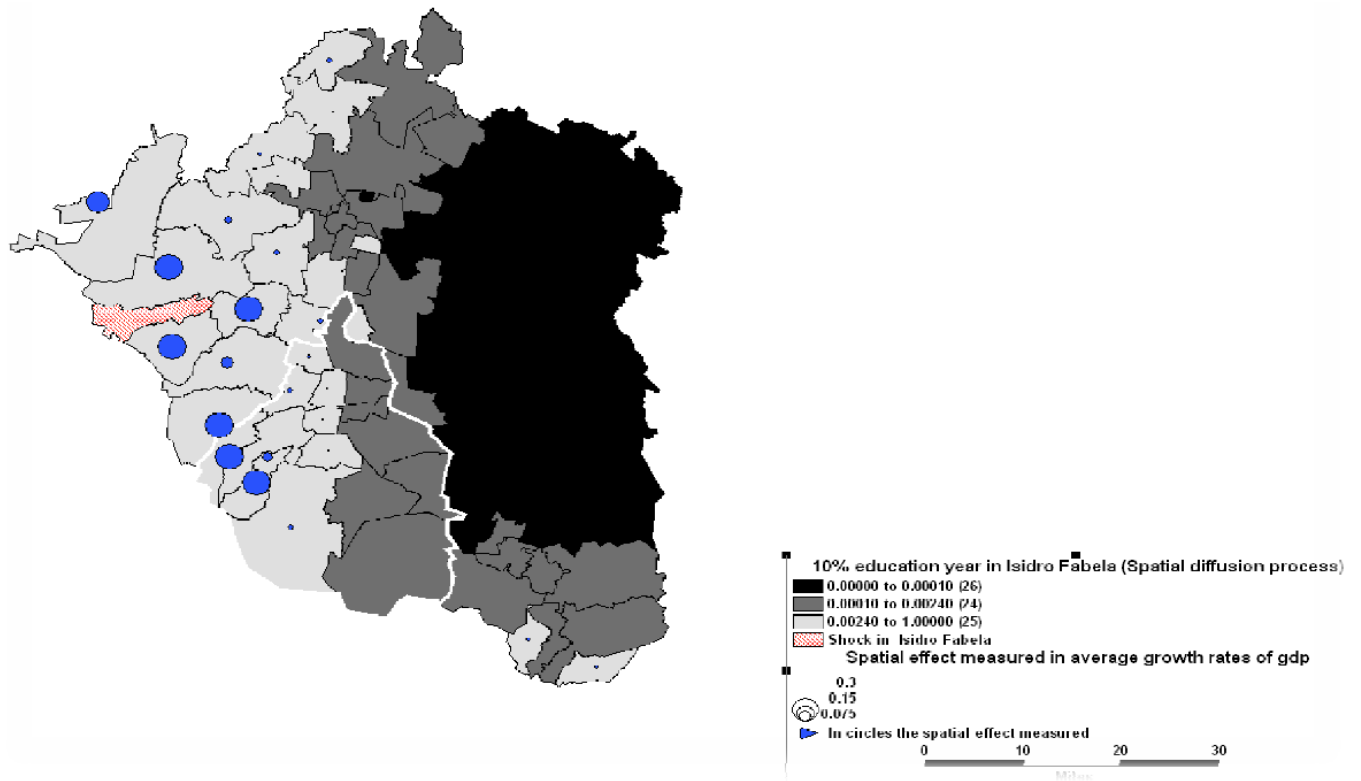 10% education year in Isidro Fabela (Spatial diffusion process)
0.00000 to 0.00010 (26)
0.00010 to 0.00240 (24)
0.00240 to 1.00000 (25)
Shock in Isidro Fabela
Spatial effect measured in average growth rates of gdp
0.3
0.15
0.075
In circles the spatial effect measured
0 10 20 30
Miles